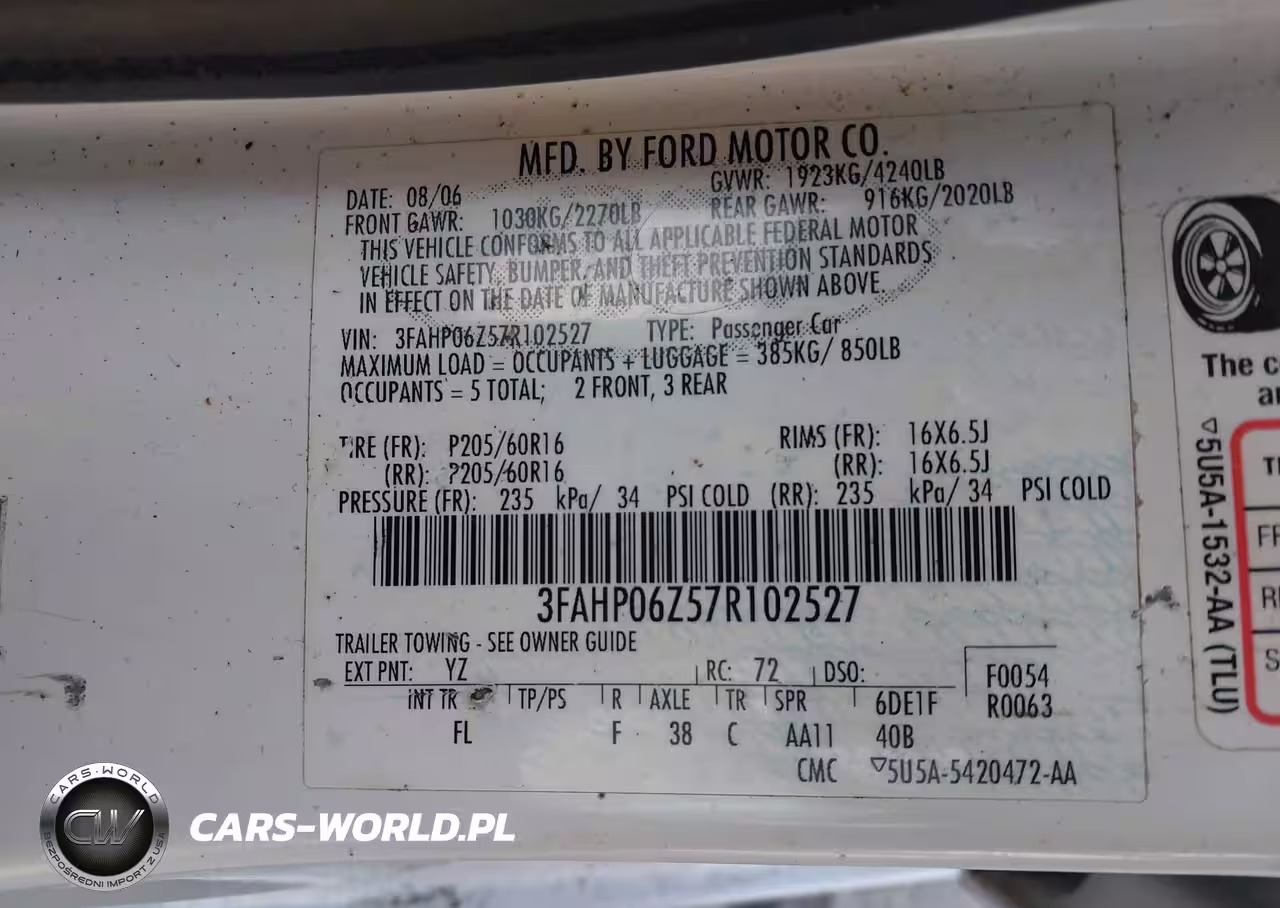 MFD. BY FORD MOTOR CO.
DATE: 08/06 GVWR: 1923KG/4240LB
FRONT GAWR: 1030KG/2270LB REAR GAWR: 916KG/2020LB
THIS VEHICLE CONFORMS TO ALL APPLICABLE FEDERAL MOTOR
VEHICLE SAFETY, BUMPER, AND THEFT PREVENTION STANDARDS
IN EFFECT ON THE DATE OF MANUFACTURE SHOWN ABOVE.
VIN: 3FAHP06Z57R102527 TYPE: Passenger Car
MAXIMUM LOAD = OCCUPANTS + LUGGAGE = 385KG/ 850LB
OCCUPANTS = 5 TOTAL; 2 FRONT, 3 REAR
TIRE (FR): P205/60R16 RIMS (FR): 16X6.5J
(RR): P205/60R16 (RR): 16X6.5J
PRESSURE (FR): 235 kPa/ 34 PSI COLD (RR): 235 kPa/ 34 PSI COLD
3FAHP06Z57R102527
TRAILER TOWING - SEE OWNER GUIDE
EXT PNT: YZ RC: 72 DSO: F0054
INT TR TP/PS R AXLE TR SPR 6DE1F R0063
FL F 38 C AA11 40B
CMC ▽5U5A-5420472-AA
The c
a
▽5U5A-1532-AA (TLU)
T
F
R
S
CARS-WORLD
CW
BEZPOŚREDNI IMPORT Z USA
CARS-WORLD.PL